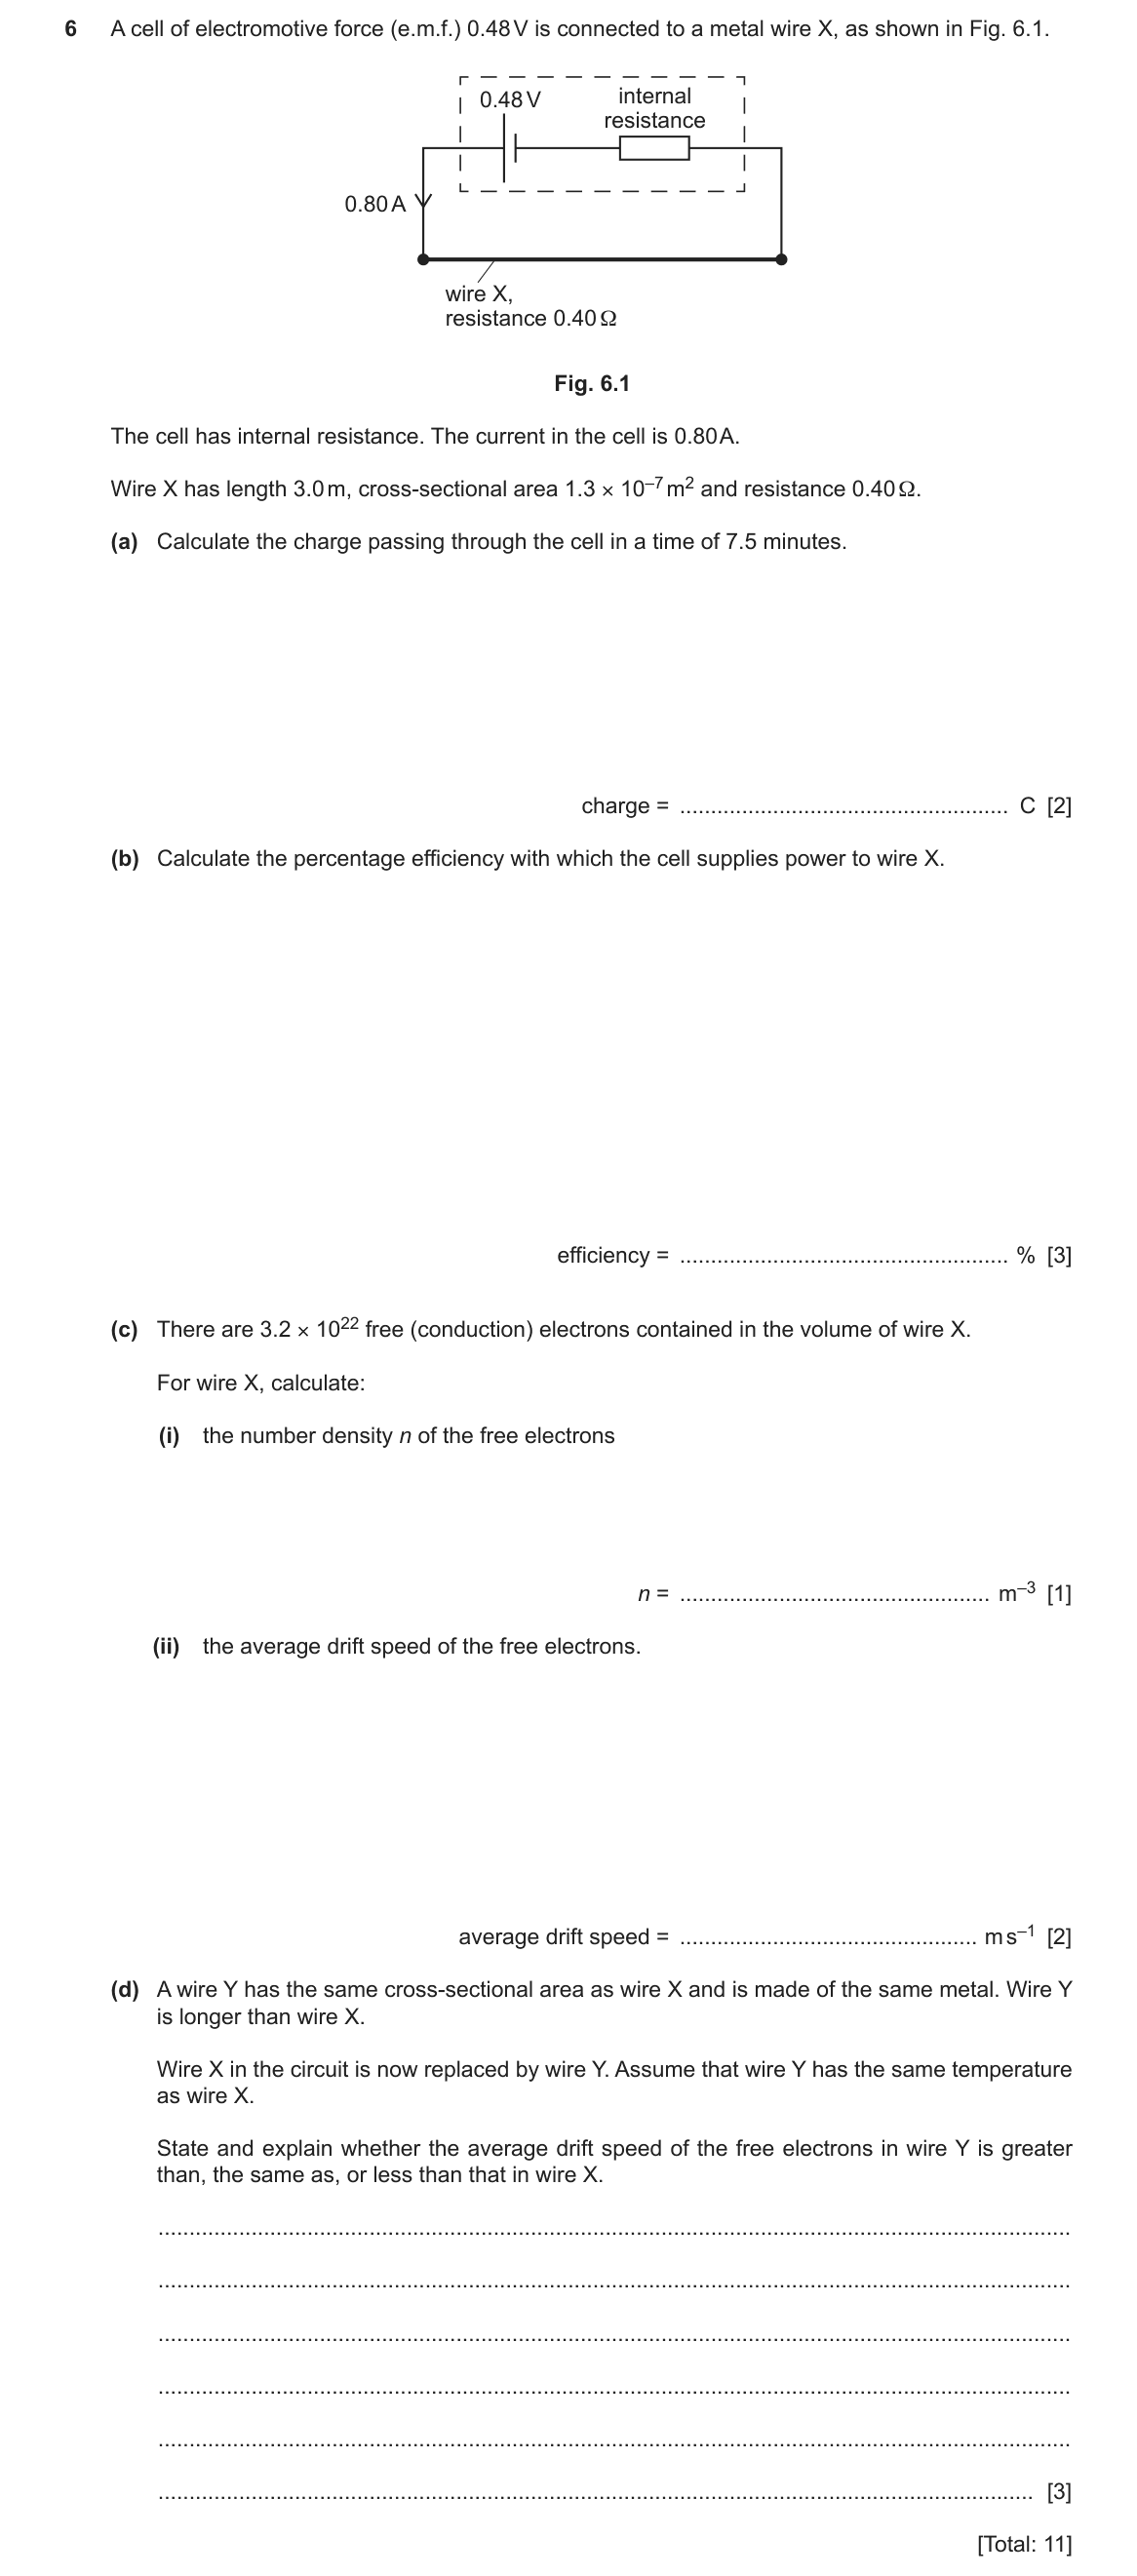 6 A cell of electromotive force (e.m.f.) 0.48 V is connected to a metal wire X, as shown in Fig. 6.1.
0.48 V
internal
resistance
0.80 A
wire X,
resistance 0.40 Ω
Fig. 6.1
The cell has internal resistance. The current in the cell is 0.80 A.
Wire X has length 3.0 m, cross-sectional area 1.3 × 10⁻⁷ m² and resistance 0.40 Ω.
(a) Calculate the charge passing through the cell in a time of 7.5 minutes.
charge = ..................................................... C [2]
(b) Calculate the percentage efficiency with which the cell supplies power to wire X.
efficiency = ..................................................... % [3]
(c) There are 3.2 × 10²² free (conduction) electrons contained in the volume of wire X.
For wire X, calculate:
(i) the number density n of the free electrons
n = .................................................. m⁻³ [1]
(ii) the average drift speed of the free electrons.
average drift speed = ................................................ m s⁻¹ [2]
(d) A wire Y has the same cross-sectional area as wire X and is made of the same metal. Wire Y
is longer than wire X.
Wire X in the circuit is now replaced by wire Y. Assume that wire Y has the same temperature
as wire X.
State and explain whether the average drift speed of the free electrons in wire Y is greater
than, the same as, or less than that in wire X.
...................................................................................................................................................
...................................................................................................................................................
...................................................................................................................................................
...................................................................................................................................................
...................................................................................................................................................
............................................................................................................................................. [3]
[Total: 11]